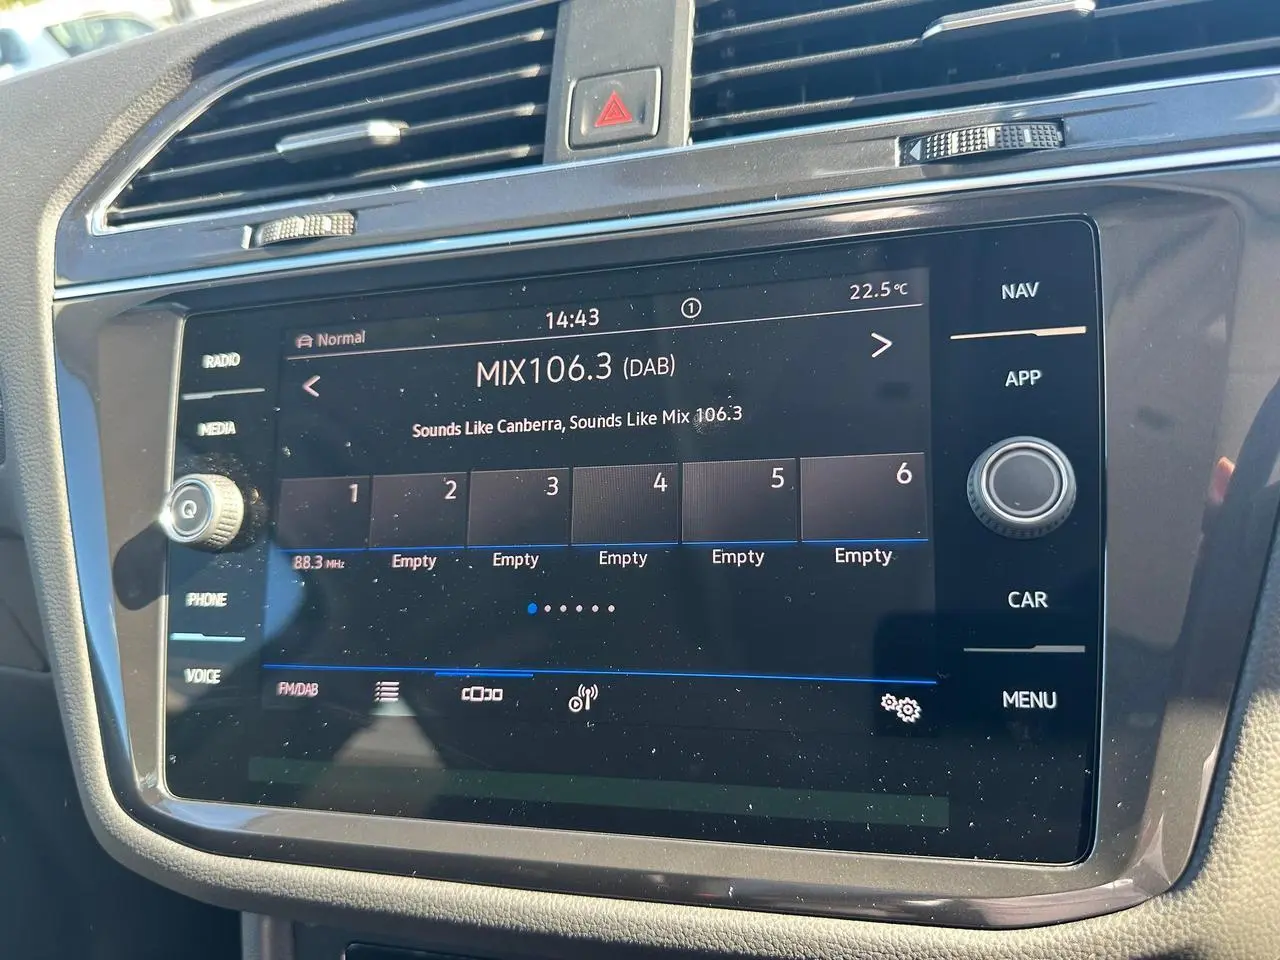 NAV
22.5°C
14:43
1
Normal
RADIO
MIX106.3 (DAB)
APP
Sounds Like Canberra, Sounds Like Mix 106.3
MEDIA
1
2
3
4
5
6
88.3 MHz
Empty
Empty
Empty
Empty
Empty
PHONE
CAR
VOICE
FM/DAB
MENU